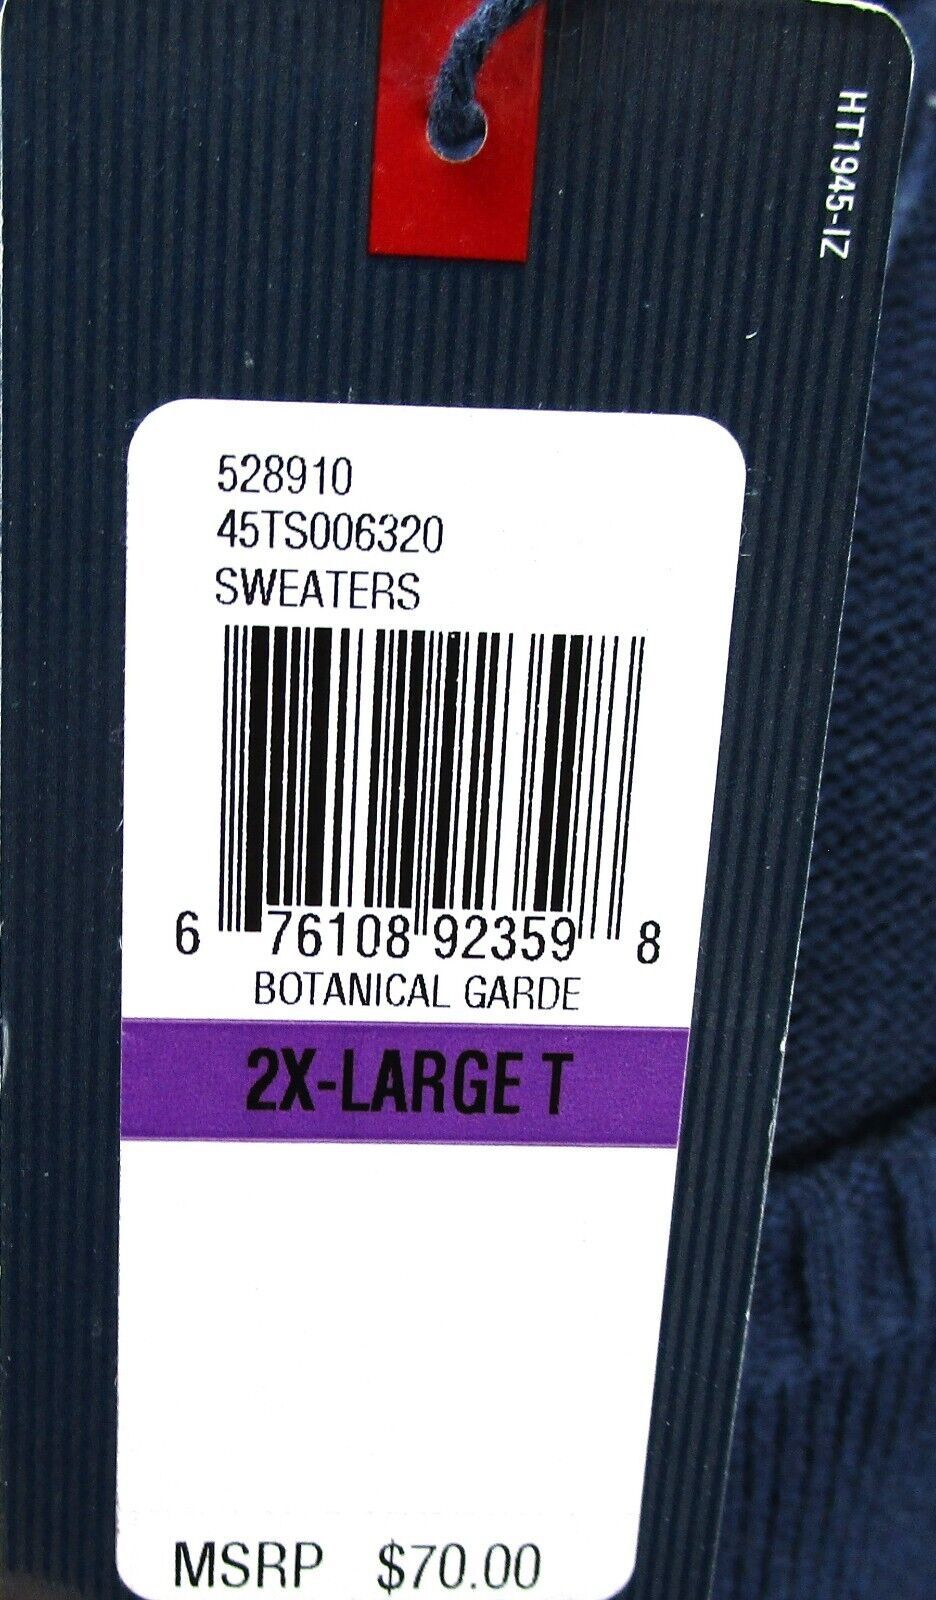 HT1945-IZ
528910
45TS006320
SWEATERS
6 76108 92359 8
BOTANICAL GARDE
2X-LARGE T
MSRP $70.00